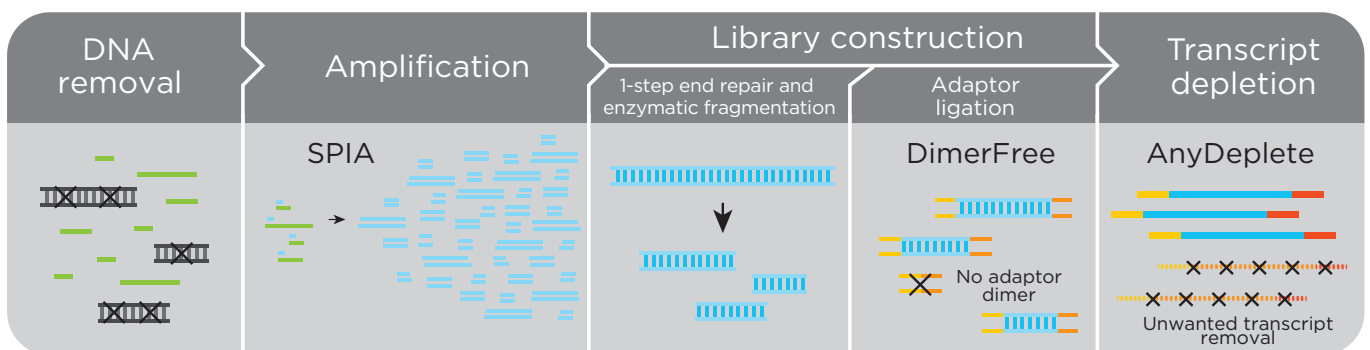 DNA
removal
Amplification
Library construction
1-step end repair and
enzymatic fragmentation
Adaptor
ligation
Transcript
depletion
SPIA
DimerFree
No adaptor
dimer
AnyDeplete
Unwanted transcript
removal